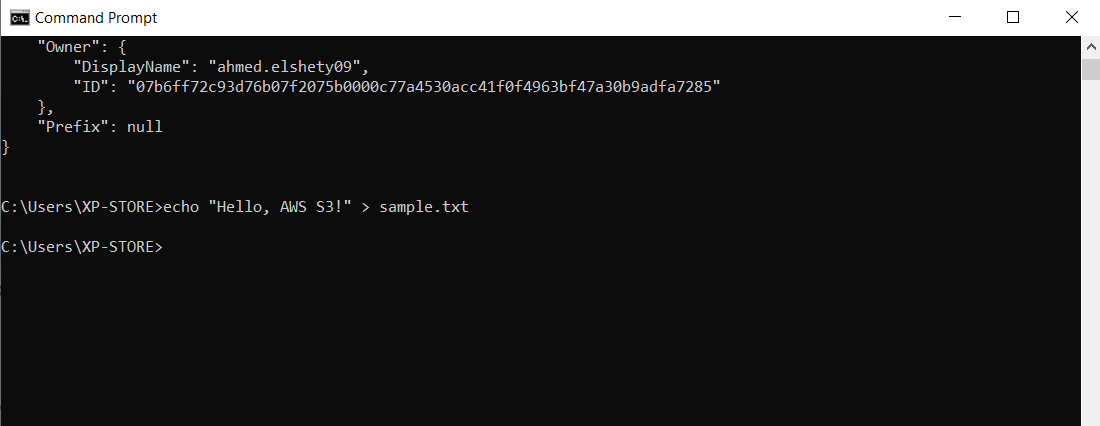 Command Prompt
"Owner": {
"DisplayName": "ahmed.elshety09",
"ID": "07b6ff72c93d76b07f2075b0000c77a4530acc41f0f4963bf47a30b9adfa7285"
},
"Prefix": null
}
C:\Users\XP-STORE>echo "Hello, AWS S3!" > sample.txt
C:\Users\XP-STORE>